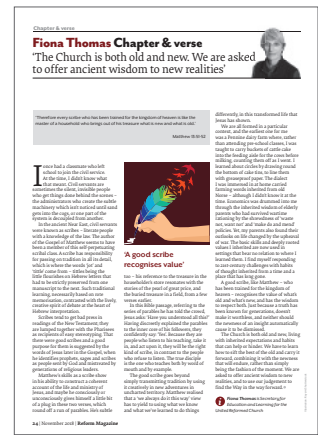 Chapter & verse
Fiona Thomas Chapter & verse
‘The Church is both old and new. We are asked
to offer ancient wisdom to new realities’
‘Therefore every scribe who has been trained for the kingdom of heaven is like the
master of a household who brings out of his treasure what is new and what is old.’
Matthew 13:51-52
I once had a classmate who left
school to join the civil service.
At the time, I didn’t know what
that meant. Civil servants are
sometimes the silent, invisible people
who get things done behind the scenes –
the administrators who create the subtle
machinery which isn’t noticed until sand
gets into the cogs, or one part of the
system is decoupled from another.
In the ancient Near East, civil servants
were known as scribes – literate people
with a knowledge of the law. The author
of the Gospel of Matthew seems to have
been a member of this self-perpetuating
scribal class. A scribe has responsibility
for passing on tradition in all its detail,
which is where the words ‘jot’ and
‘tittle’ come from – titles being the
little flourishes on Hebrew letters that
had to be strictly preserved from one
manuscript to the next. Such traditional
learning, necessarily based on rote
memorisation, contrasted with the lively,
creative spirit of debate at the heart of
Hebrew interpretation.
Scribes tend to get bad press in
readings of the New Testament; they
are lumped together with the Pharisees
as recipients of easy stereotyping. That
there were good scribes and a good
purpose for them is suggested by the
words of Jesus later in the Gospel, when
he identifies prophets, sages and scribes
as people sent by God and mistreated by
generations of religious leaders.
Matthew’s skills as a scribe show
in his ability to construct a coherent
account of the life and ministry of
Jesus, and maybe he consciously or
unconsciously gives himself a little bit
of a plug in these two verses, which
round off a run of parables. He’s subtle
‘A good scribe
recognises value’
too – his reference to the treasure in the
householder’s store resonates with the
stories of the pearl of great price, and
the buried treasure in a field, from a few
verses earlier.
In this Bible passage, referring to the
series of parables he has told the crowd,
Jesus asks: ‘Have you understood all this?’
Having discreetly explained the parables
to the inner core of his followers, they
confidently say: ‘Yes’. Because they are
people who listen to his teaching, take it
in, and act upon it, they will be the right
kind of scribe, in contrast to the people
who refuse to listen. The true disciple
is the one who teaches both by word of
mouth and by example.
The good scribe goes beyond
simply transmitting tradition by using
it creatively in new adventures in
uncharted territory. Matthew realised
that a ‘we always do it this way’ view
has to yield to using what we know
and what we’ve learned to do things
differently, in this transformed life that
Jesus has shown.
We are all formed in a particular
context, and the earliest one for me
was a Pennine dairy farm where, rather
than attending pre-school classes, I was
taught to carry buckets of cattle cake
into the feeding aisle for the cows before
milking, counting them off as I went. I
learned about circles by drawing round
the bottom of cake tins, to line them
with greaseproof paper. The dialect
I was immersed in at home carried
farming words inherited from old
Norse – although I didn’t know it at the
time. Economics was drummed into me
through the inherited wisdom of elderly
parents who had survived wartime
rationing by the shrewdness of ‘waste
not, want not’ and make, do and mend
policies. Yet, my parents also found their
outlooks on life changed by the upheaval
of war. The basic skills and deeply rooted
values I inherited are now used in
settings that bear no relation to where I
learned them. I find myself responding
to 21st-century challenges with habits
of thought inherited from a time and a
place that has long gone.
A good scribe, like Matthew – who
has been trained for the kingdom of
heaven – recognises the value of what’s
old and what’s new, and has the wisdom
to respect both. Just because a truth has
been known for generations, doesn’t
make it worthless, and neither should
the newness of an insight automatically
cause it to be dismissed.
The Church is both old and new, living
with inherited expectations and habits
that can help or hinder. We have to learn
how to sift the best of the old and carry it
forward, combining it with the newness
that will endure, rather than simply
being the fashion of the moment. We are
asked to offer ancient wisdom to new
realities, and to use our judgement to
find the Way in the way forward.
Fiona Thomas is Secretary for
Education and Learning for the
United Reformed Church
24 | November 2018 | Reform Magazine